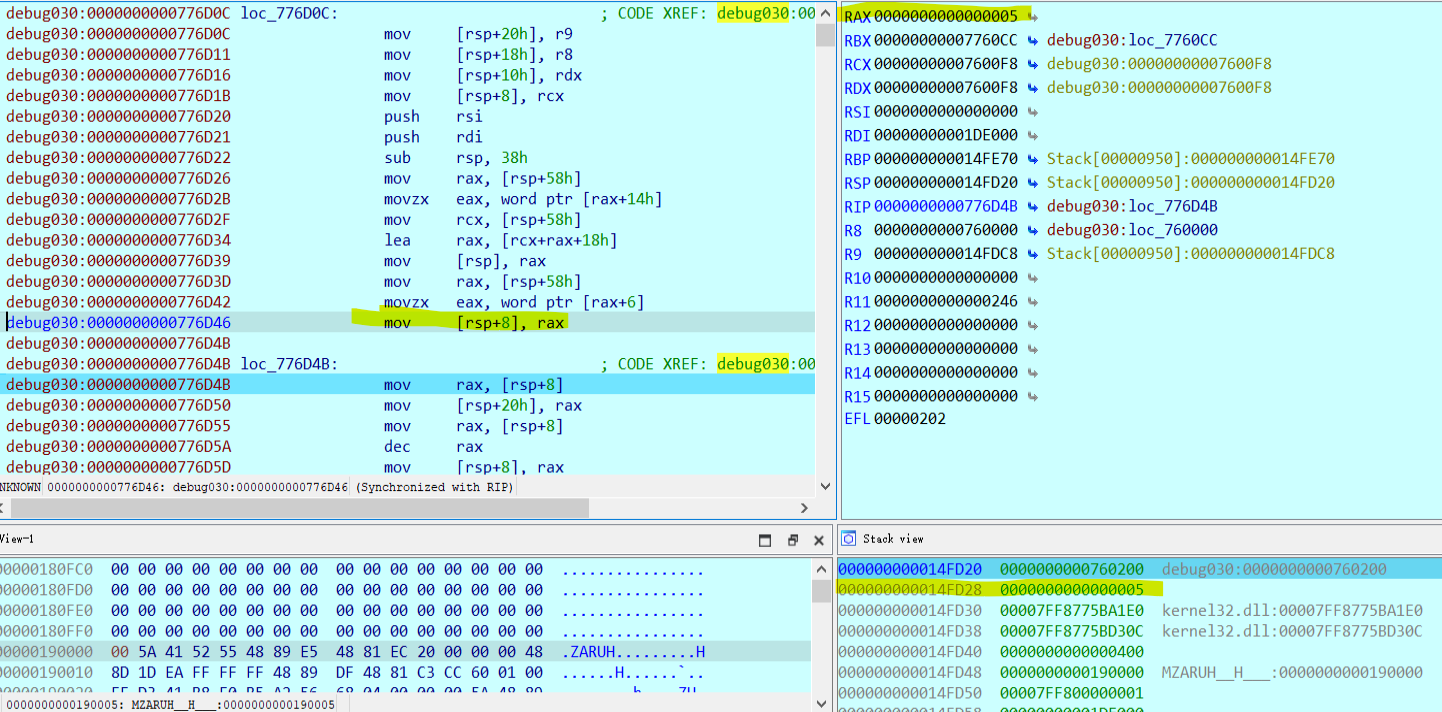 debug030:0000000000776D0C loc_776D0C: ; CODE XREF: debug030:00
debug030:0000000000776D0C mov [rsp+20h], r9
debug030:0000000000776D11 mov [rsp+18h], r8
debug030:0000000000776D16 mov [rsp+10h], rdx
debug030:0000000000776D1B mov [rsp+8], rcx
debug030:0000000000776D20 push rsi
debug030:0000000000776D21 push rdi
debug030:0000000000776D22 sub rsp, 38h
debug030:0000000000776D26 mov rax, [rsp+58h]
debug030:0000000000776D2B movzx eax, word ptr [rax+14h]
debug030:0000000000776D2F mov rcx, [rsp+58h]
debug030:0000000000776D34 lea rax, [rcx+rax+18h]
debug030:0000000000776D39 mov [rsp], rax
debug030:0000000000776D3D mov rax, [rsp+58h]
debug030:0000000000776D42 movzx eax, word ptr [rax+6]
debug030:0000000000776D46 mov [rsp+8], rax
debug030:0000000000776D4B
debug030:0000000000776D4B loc_776D4B: ; CODE XREF: debug030:00
debug030:0000000000776D4B mov rax, [rsp+8]
debug030:0000000000776D50 mov [rsp+20h], rax
debug030:0000000000776D55 mov rax, [rsp+8]
debug030:0000000000776D5A dec rax
debug030:0000000000776D5D mov [rsp+8], rax
NKNOWN 0000000000776D46: debug030:0000000000776D46 (Synchronized with RIP)
RAX 0000000000000005
RBX 00000000007760CC debug030:loc_7760CC
RCX 00000000007600F8 debug030:00000000007600F8
RDX 00000000007600F8 debug030:00000000007600F8
RSI 0000000000000000
RDI 00000000001DE000
RBP 000000000014FE70 Stack[00000950]:000000000014FE70
RSP 000000000014FD20 Stack[00000950]:000000000014FD20
RIP 0000000000776D4B debug030:loc_776D4B
R8 0000000000760000 debug030:loc_760000
R9 000000000014FDC8 Stack[00000950]:000000000014FDC8
R10 0000000000000000
R11 0000000000000246
R12 0000000000000000
R13 0000000000000000
R14 0000000000000000
R15 0000000000000000
EFL 00000202
View-1
00000180FC0 00 00 00 00 00 00 00 00 00 00 00 00 00 00 00 00 ................
00000180FD0 00 00 00 00 00 00 00 00 00 00 00 00 00 00 00 00 ................
00000180FE0 00 00 00 00 00 00 00 00 00 00 00 00 00 00 00 00 ................
00000180FF0 00 00 00 00 00 00 00 00 00 00 00 00 00 00 00 00 ................
00000190000 00 5A 41 52 55 48 89 E5 48 81 EC 20 00 00 00 48 .ZARUH.........H
00000190010 8D 1D EA FF FF FF 48 89 DF 48 81 C3 CC 60 01 00 ......H......`..
0000 190005: MZARUH__H___:0000000000190005
Stack view
000000000014FD20 0000000000760200 debug030:0000000000760200
000000000014FD28 0000000000000005
000000000014FD30 00007FF8775BA1E0 kernel32.dll:00007FF8775BA1E0
000000000014FD38 00007FF8775BD30C kernel32.dll:00007FF8775BD30C
000000000014FD40 0000000000000400
000000000014FD48 0000000000190000 MZARUH__H___:0000000000190000
000000000014FD50 00007FF800000001